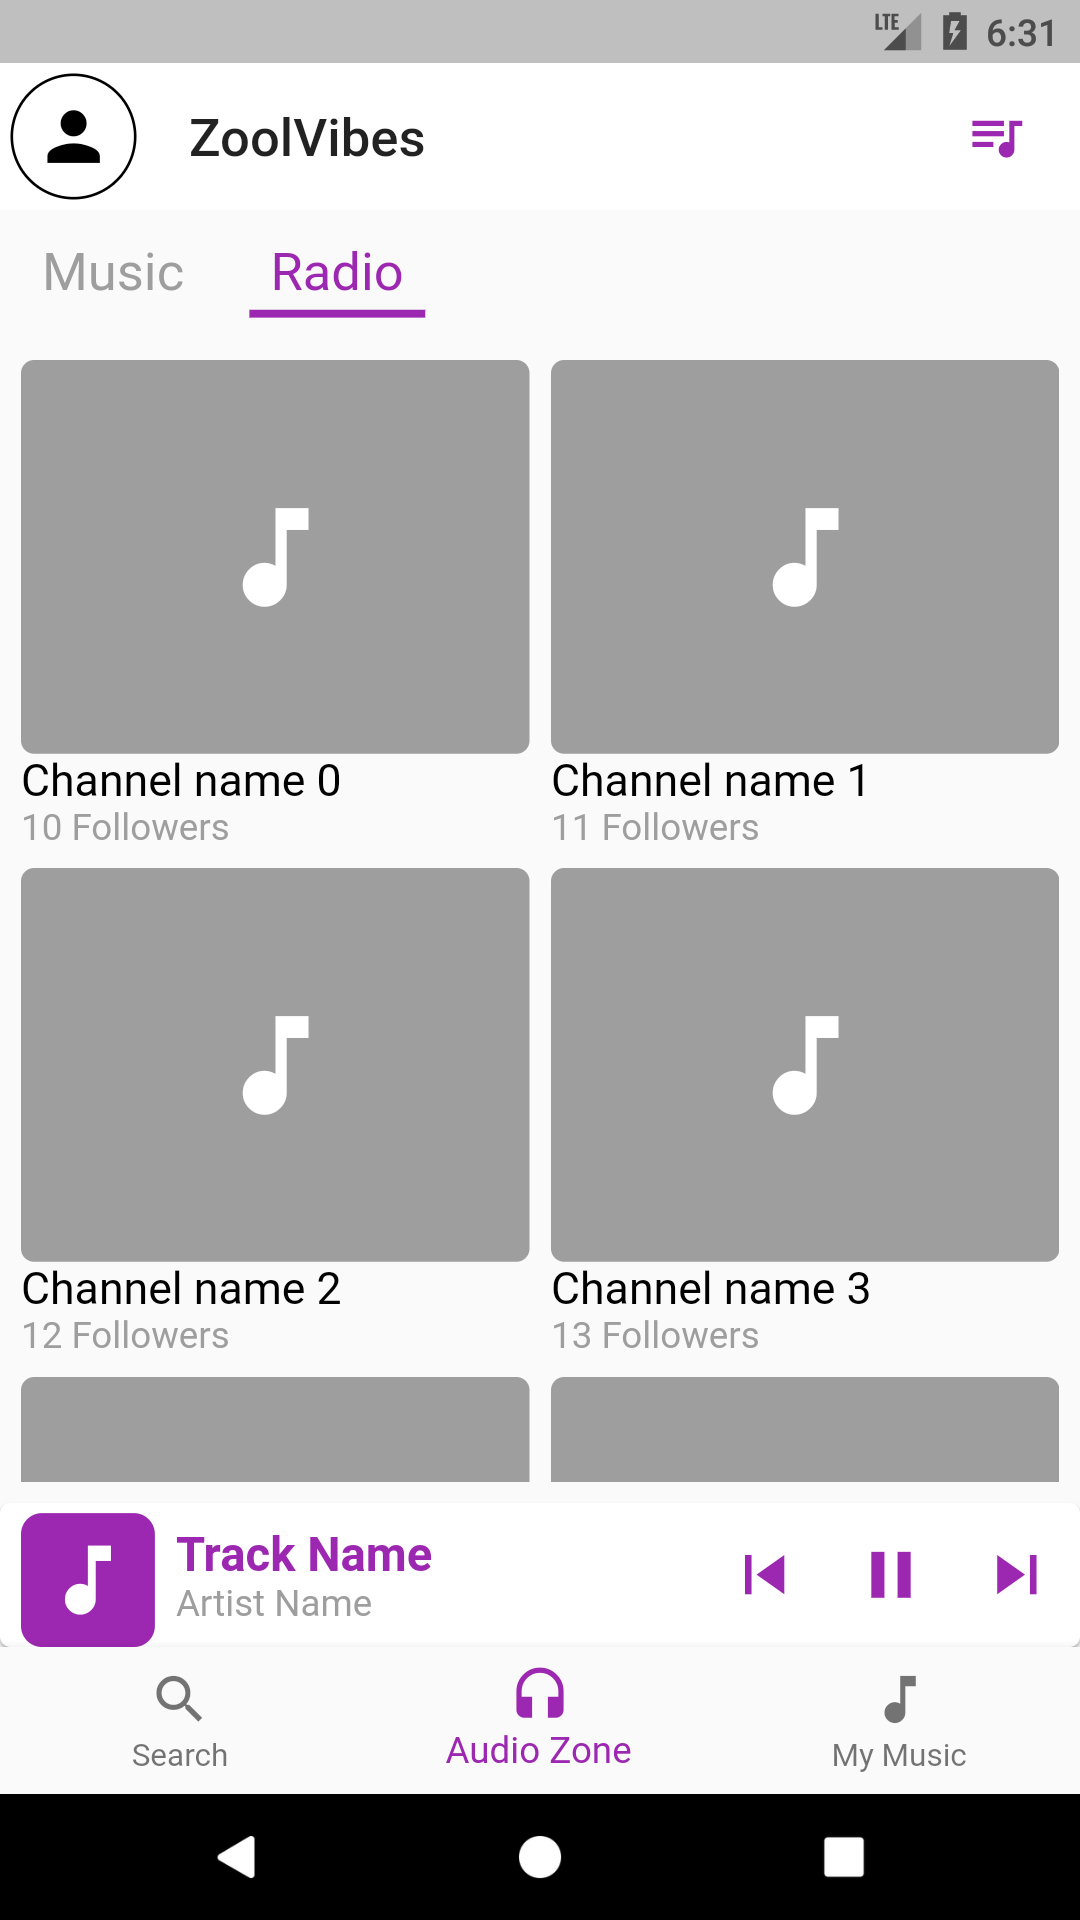 LTE 6:31
ZoolVibes
Music Radio
Channel name 0 Channel name 1
10 Followers 11 Followers
Channel name 2 Channel name 3
12 Followers 13 Followers
Track Name
Artist Name
Search Audio Zone My Music